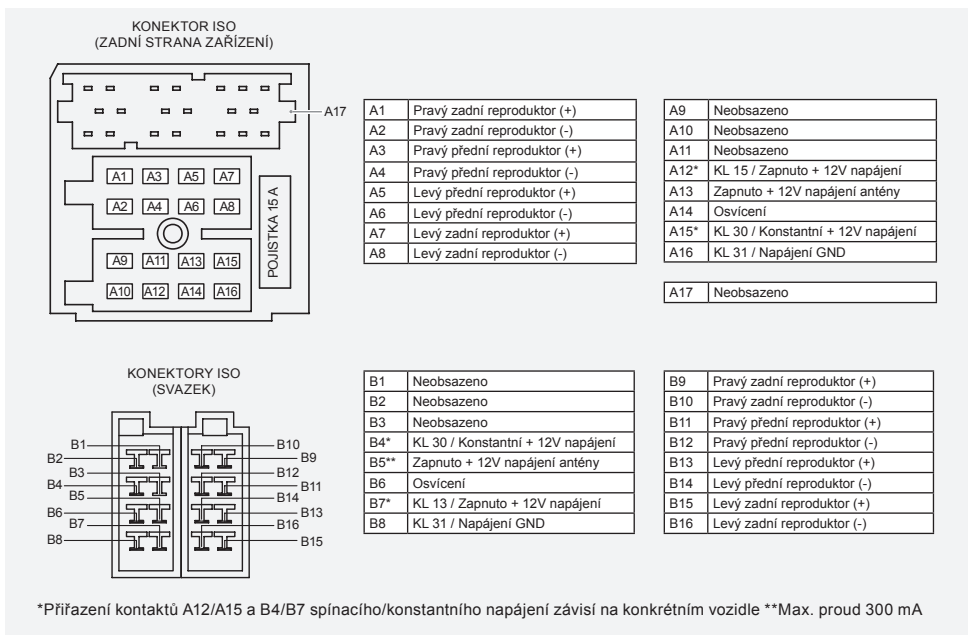 KONEKTOR ISO
(ZADNÍ STRANA ZAŘÍZENÍ)
A17
A1 A3 A5 A7
A2 A4 A6 A8
A9 A11 A13 A15
A10 A12 A14 A16
POJISTKA 15 A
A1 Pravý zadní reproduktor (+)
A2 Pravý zadní reproduktor (-)
A3 Pravý přední reproduktor (+)
A4 Pravý přední reproduktor (-)
A5 Levý přední reproduktor (+)
A6 Levý přední reproduktor (-)
A7 Levý zadní reproduktor (+)
A8 Levý zadní reproduktor (-)
A9 Neobsazeno
A10 Neobsazeno
A11 Neobsazeno
A12* KL 15 / Zapnuto + 12V napájení
A13 Zapnuto + 12V napájení antény
A14 Osvícení
A15* KL 30 / Konstantní + 12V napájení
A16 KL 31 / Napájení GND
A17 Neobsazeno
KONEKTORY ISO
(SVAZEK)
B1 B10
B2 B9
B3 B12
B4 B11
B5 B14
B6 B13
B7 B16
B8 B15
B1 Neobsazeno
B2 Neobsazeno
B3 Neobsazeno
B4* KL 30 / Konstantní + 12V napájení
B5** Zapnuto + 12V napájení antény
B6 Osvícení
B7* KL 13 / Zapnuto + 12V napájení
B8 KL 31 / Napájení GND
B9 Pravý zadní reproduktor (+)
B10 Pravý zadní reproduktor (-)
B11 Pravý přední reproduktor (+)
B12 Pravý přední reproduktor (-)
B13 Levý přední reproduktor (+)
B14 Levý přední reproduktor (-)
B15 Levý zadní reproduktor (+)
B16 Levý zadní reproduktor (-)
*Přiřazení kontaktů A12/A15 a B4/B7 spínacího/konstantního napájení závisí na konkrétním vozidle **Max. proud 300 mA